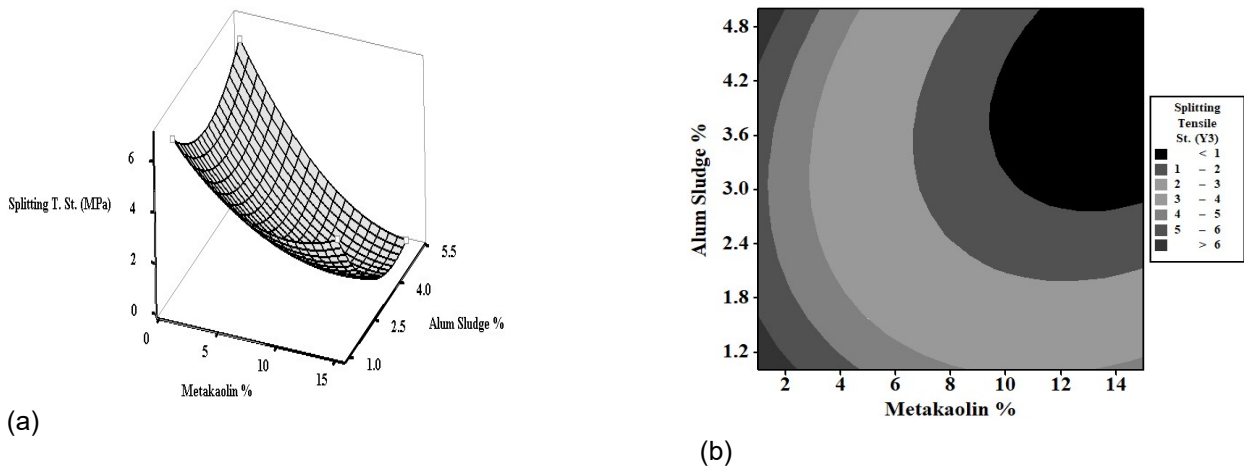 6
4
2
0
Splitting T. St. (MPa)
0
5
10
15
Metakaolin %
1.0
2.5
4.0
5.5
Alum Sludge %
(a)
4.8
4.2
3.6
3.0
2.4
1.8
1.2
Alum Sludge %
2 4 6 8 10 12 14
Metakaolin %
Splitting
Tensile
St. (Y3)
< 1
1 – 2
2 – 3
3 – 4
4 – 5
5 – 6
> 6
(b)